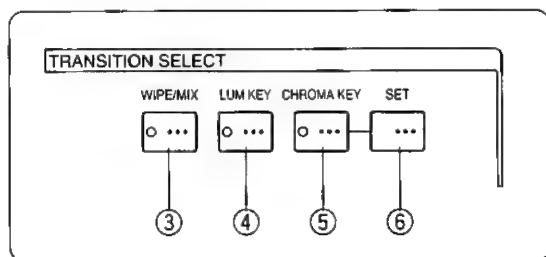 TRANSITION SELECT
WIPE/MIX LUM KEY CHROMA KEY SET
③ ④ ⑤ ⑥